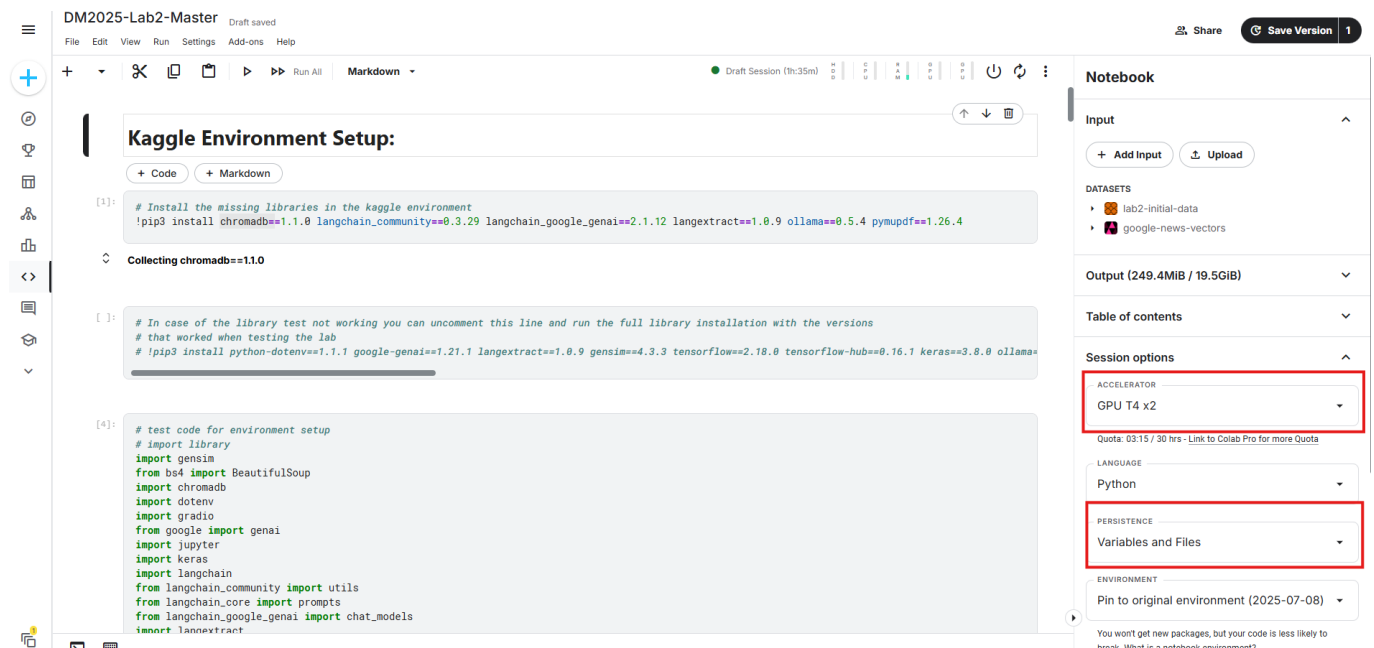 DM2025-Lab2-Master Draft saved
File Edit View Run Settings Add-ons Help
Share
Save Version 1
Run All
Markdown
Draft Session (1h:35m)
HDD
CPU
RAM
GPU
GPU
Kaggle Environment Setup:
+ Code
+ Markdown
[1]:
# Install the missing libraries in the kaggle environment
!pip3 install chromadb==1.1.0 langchain_community==0.3.29 langchain_google_genai==2.1.12 langextract==1.0.9 ollama==0.5.4 pymupdf==1.26.4
Collecting chromadb==1.1.0
[ ]:
# In case of the library test not working you can uncomment this line and run the full library installation with the versions
# that worked when testing the lab
# !pip3 install python-dotenv==1.1.1 google-genai==1.21.1 langextract==1.0.9 gensim==4.3.3 tensorflow==2.18.0 tensorflow-hub==0.16.1 keras==3.8.0 ollama=
[4]:
# test code for environment setup
# import library
import gensim
from bs4 import BeautifulSoup
import chromadb
import dotenv
import gradio
from google import genai
import jupyter
import keras
import langchain
from langchain_community import utils
from langchain_core import prompts
from langchain_google_genai import chat_models
import langextract
Notebook
Input
+ Add Input
Upload
DATASETS
lab2-initial-data
google-news-vectors
Output (249.4MiB / 19.5GiB)
Table of contents
Session options
ACCELERATOR
GPU T4 x2
Quota: 03:15 / 30 hrs - Link to Colab Pro for more Quota
LANGUAGE
Python
PERSISTENCE
Variables and Files
ENVIRONMENT
Pin to original environment (2025-07-08)
You won't get new packages, but your code is less likely to
break. What is a notebook environment?
1